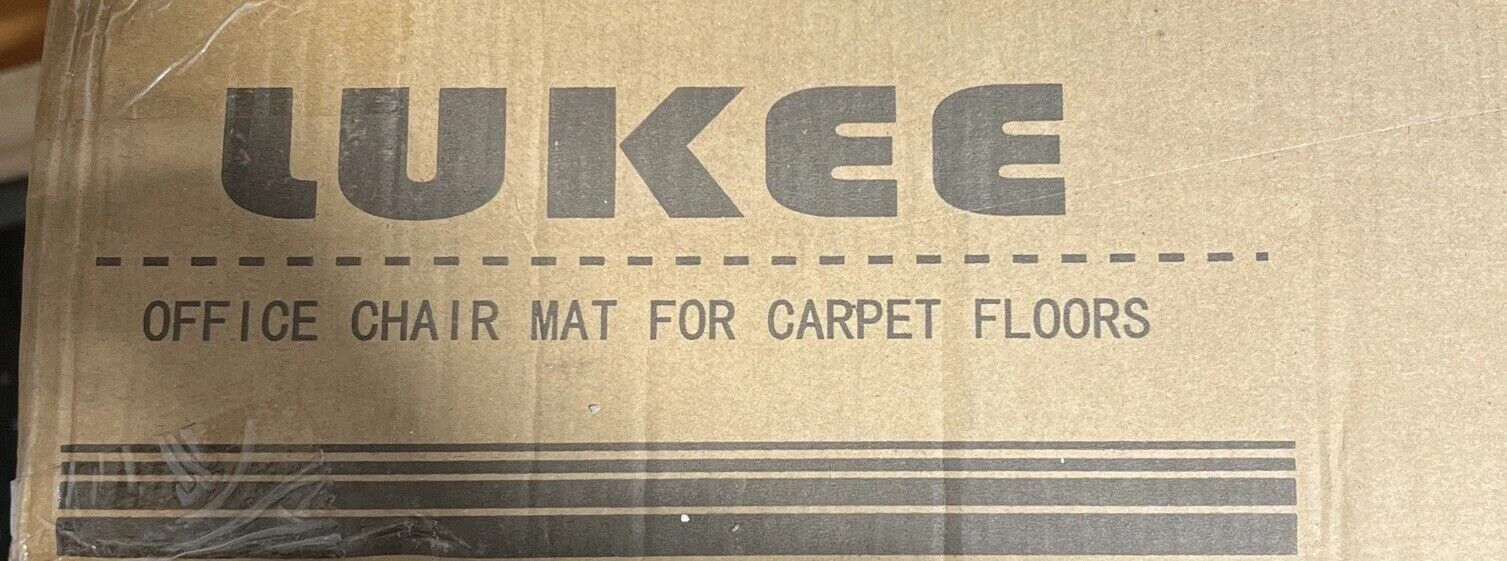 LUKEE
OFFICE CHAIR MAT FOR CARPET FLOORS